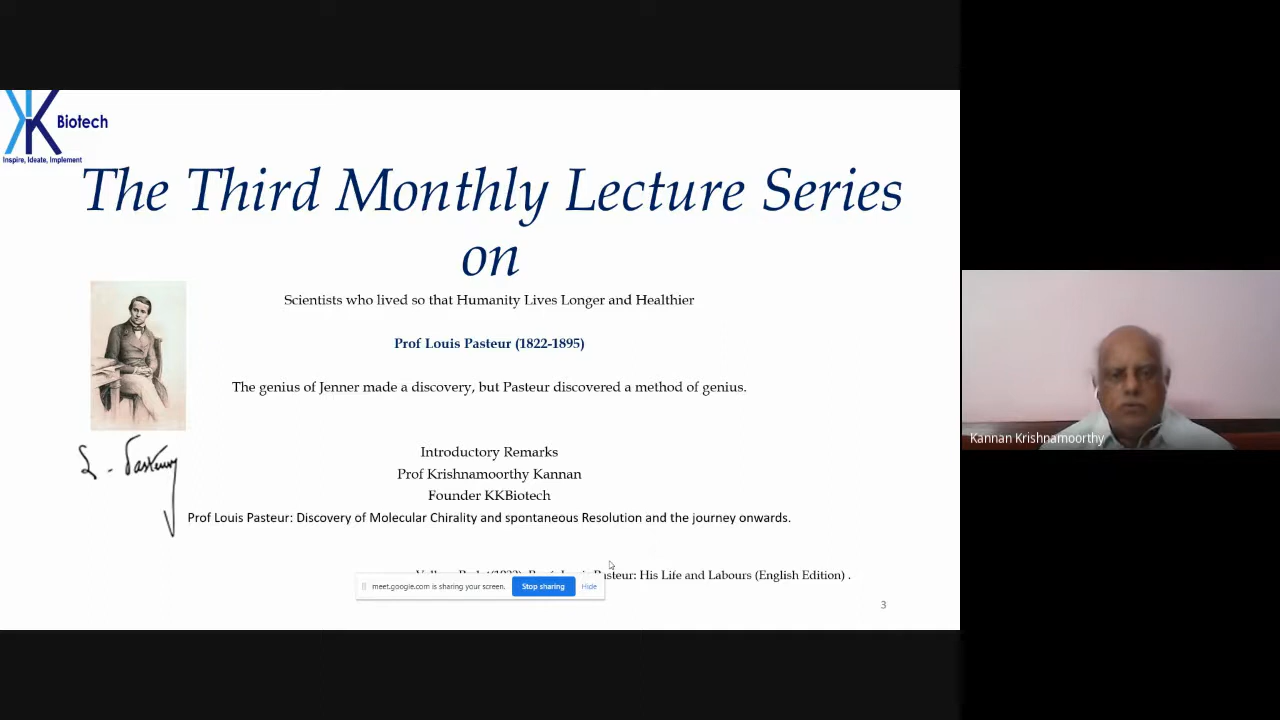 Biotech
Inspire, Ideate, Implement
The Third Monthly Lecture Series
on
Scientists who lived so that Humanity Lives Longer and Healthier
Prof Louis Pasteur (1822-1895)
The genius of Jenner made a discovery, but Pasteur discovered a method of genius.
Introductory Remarks
Prof Krishnamoorthy Kannan
Founder KKBiotech
Prof Louis Pasteur: Discovery of Molecular Chirality and spontaneous Resolution and the journey onwards.
His Life and Labours (English Edition) .
meet.google.com is sharing your screen.
Stop sharing
Hide
3
Kannan Krishnamoorthy